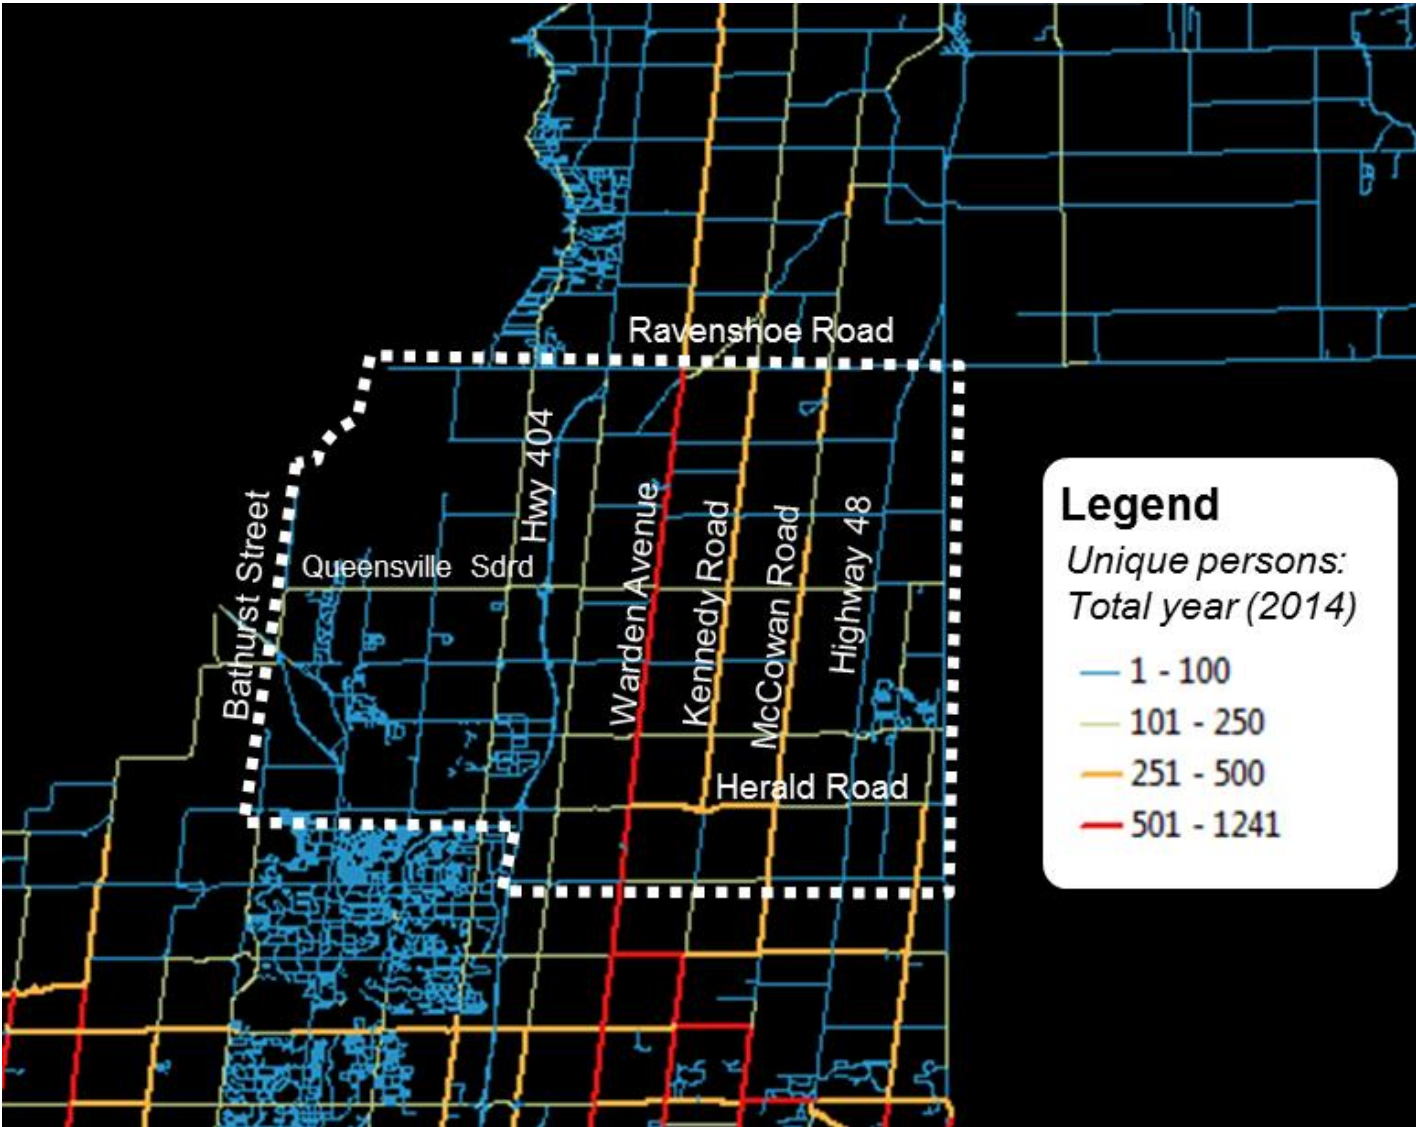 Ravenshoe Road
Hwy 404
Bathurst Street
Queensville Sdrd
Warden Avenue
Kennedy Road
McCowan Road
Highway 48
Herald Road
Legend
Unique persons:
Total year (2014)
1 - 100
101 - 250
251 - 500
501 - 1241